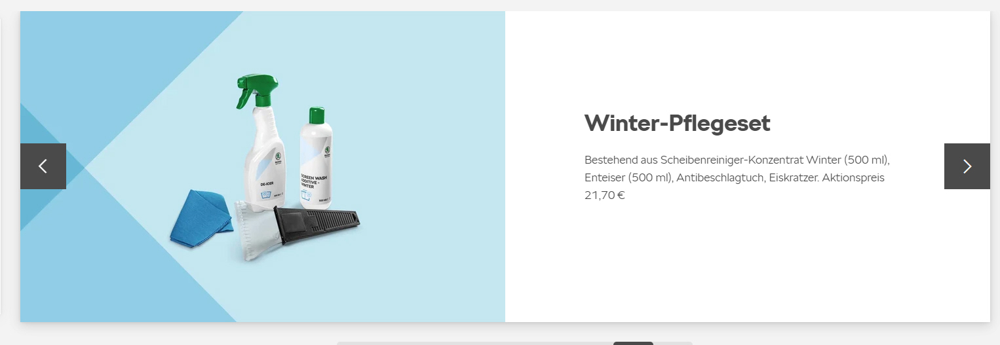 Winter-Pflegeset
Bestehend aus Scheibenreiniger-Konzentrat Winter (500 ml),
Enteiser (500 ml), Antibeschlagtuch, Eiskratzer. Aktionspreis
21,70 €
DE-ICER
SCREEN WASH
ADDITIVE -
WINTER